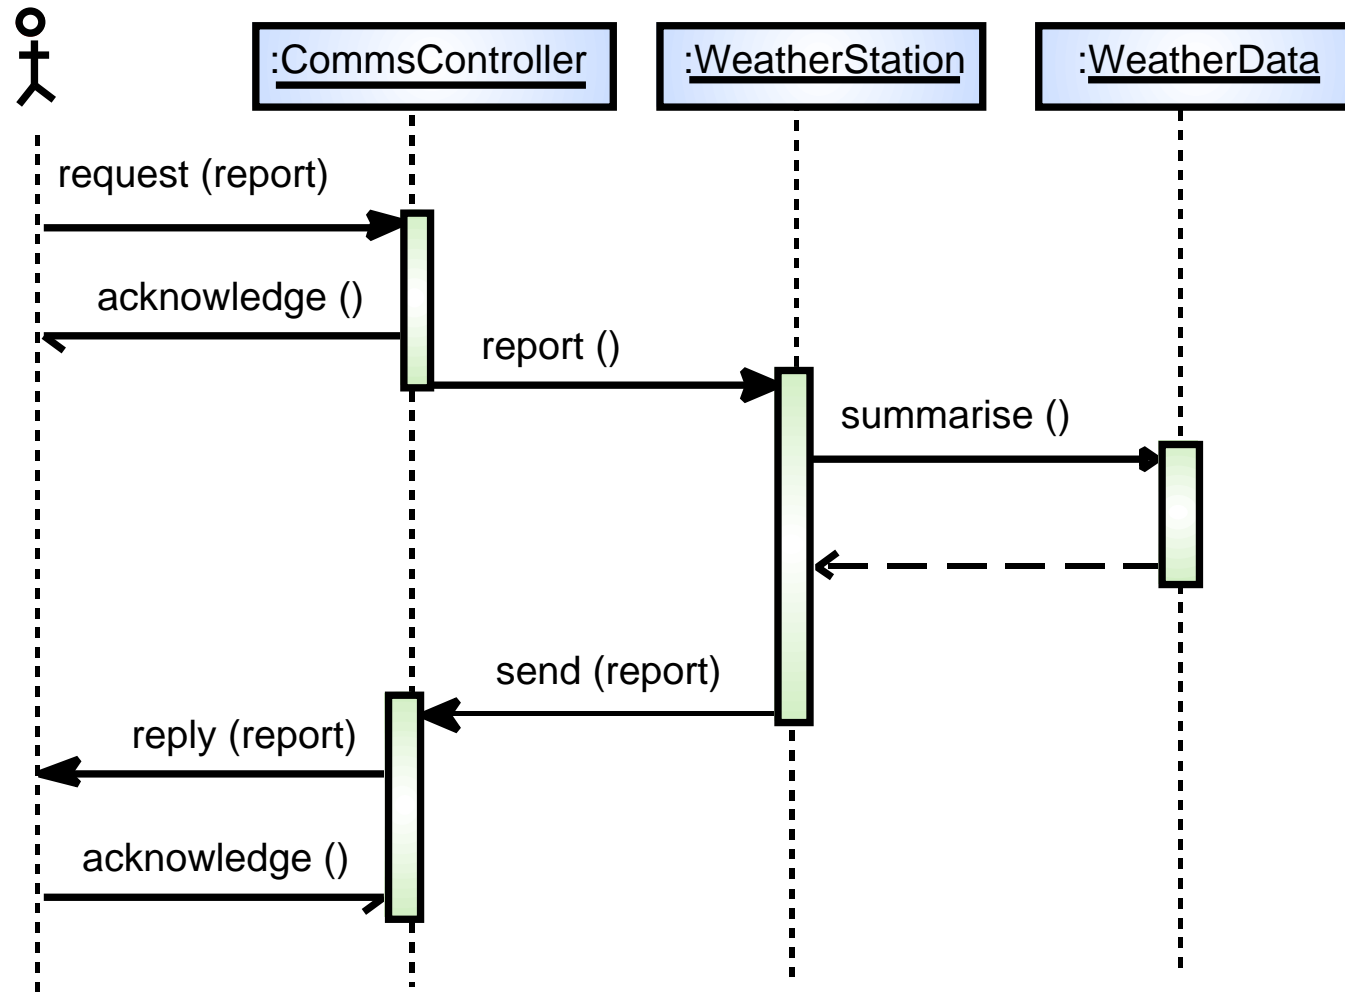 :CommsController
:WeatherStation
:WeatherData
request (report)
acknowledge ()
report ()
summarise ()
send (report)
reply (report)
acknowledge ()